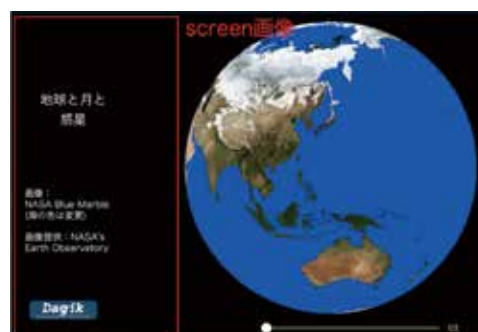 screen画像
地球と月と
惑星
画像：
NASA Blue Marble
(海の色は変更)
画像提供：NASA's
Earth Observatory
Dagik